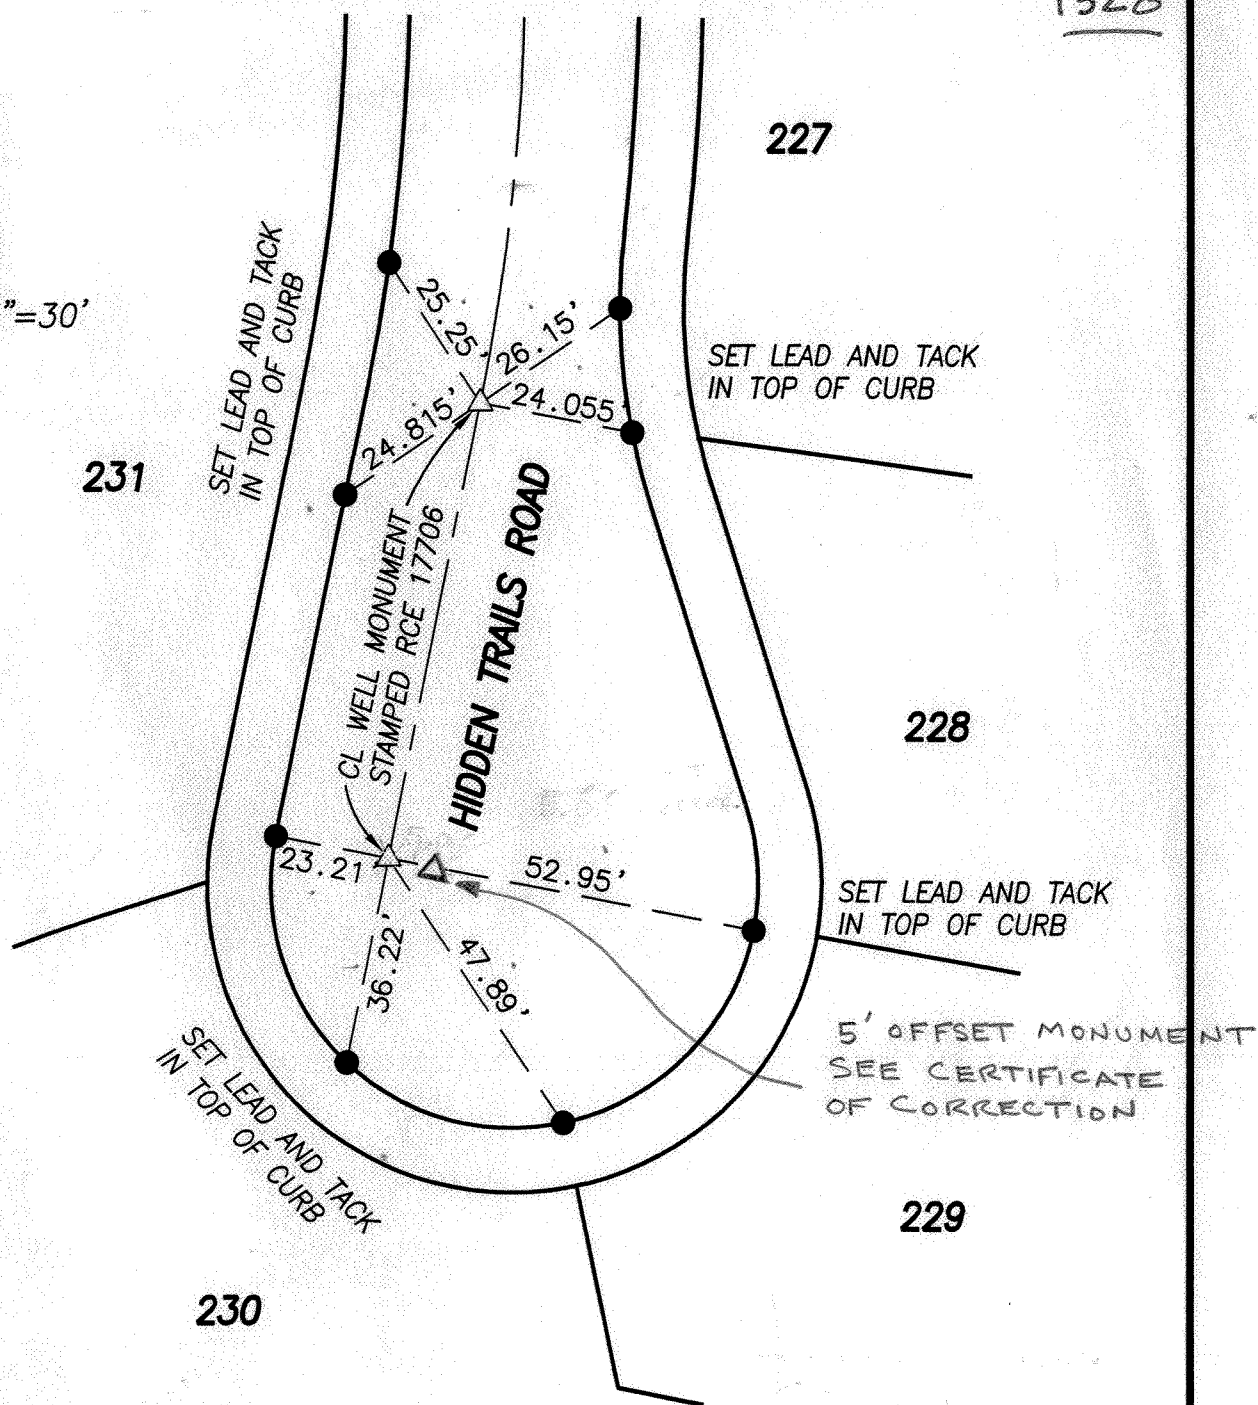 1528
227
SET LEAD AND TACK
IN TOP OF CURB
"=30'
25.25'
26.15'
24.055'
24.815'
SET LEAD AND TACK
IN TOP OF CURB
231
CL WELL MONUMENT
STAMPED RCE 17706
HIDDEN TRAILS ROAD
228
23.21'
52.95'
SET LEAD AND TACK
IN TOP OF CURB
36.22'
47.89'
5' OFFSET MONUMENT
SEE CERTIFICATE
OF CORRECTION
SET LEAD AND TACK
IN TOP OF CURB
229
230